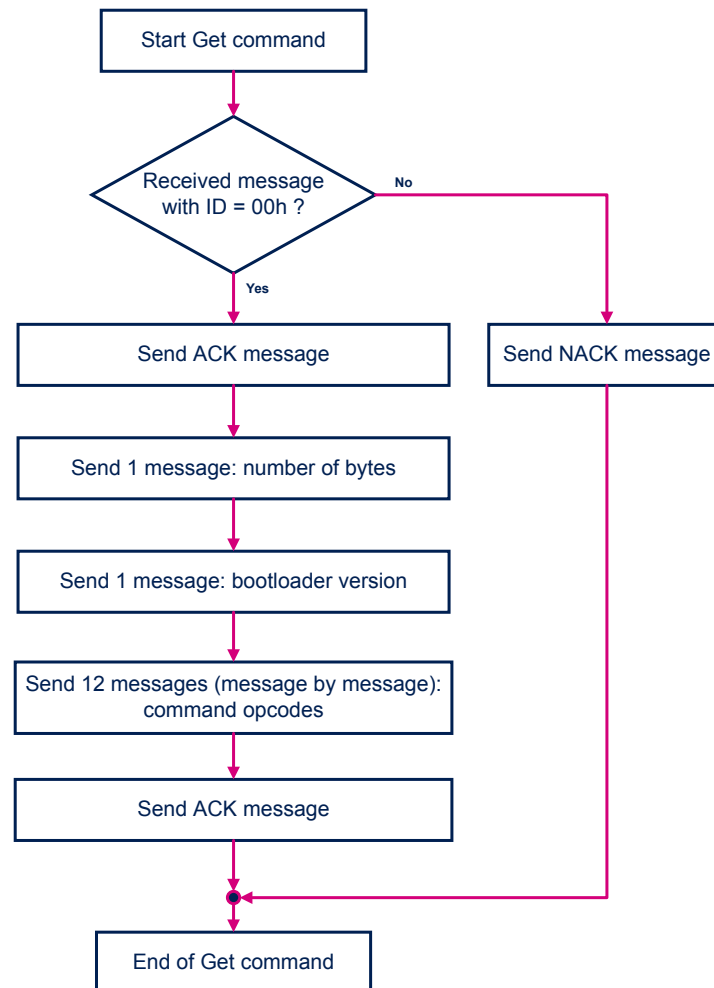 Start Get command
Received message
with ID = 00h ?
No
Yes
Send ACK message
Send NACK message
Send 1 message: number of bytes
Send 1 message: bootloader version
Send 12 messages (message by message):
command opcodes
Send ACK message
End of Get command